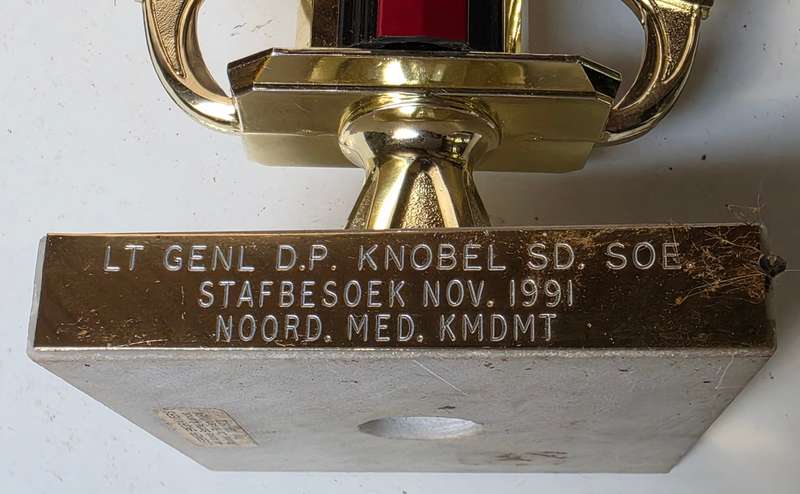 LT GENL D.P. KNOBEL SD. SOE.
STAFBESOEK NOV. 1991
NOORD. MED. KMDMT